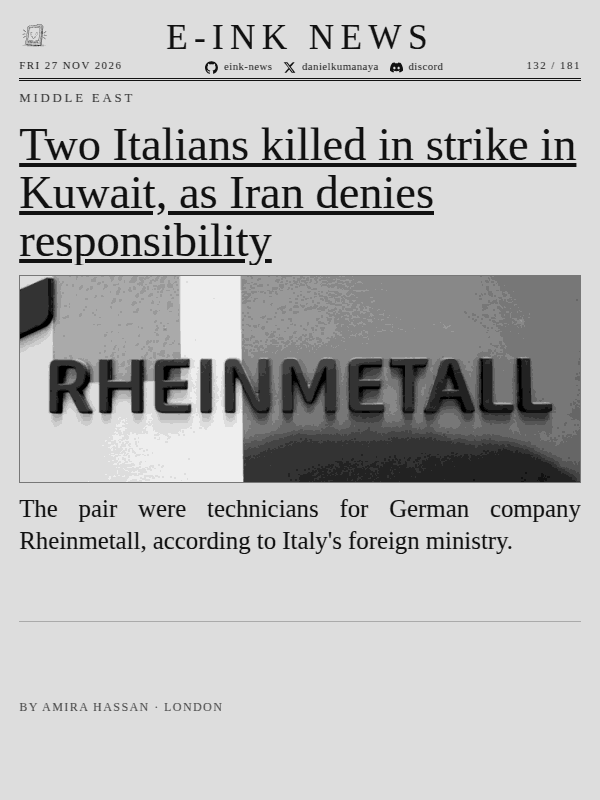 E-INK NEWS
FRI 27 NOV 2026
eink-news danielkumanaya discord
132 / 181
MIDDLE EAST
Two Italians killed in strike in
Kuwait, as Iran denies
responsibility
RHEINMETALL
The pair were technicians for German company
Rheinmetall, according to Italy's foreign ministry.
BY AMIRA HASSAN · LONDON